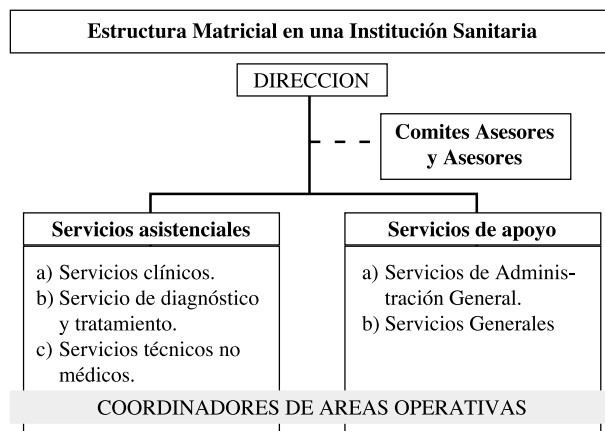 Estructura Matricial en una Institución Sanitaria
DIRECCION
Comites Asesores
y Asesores
Servicios asistenciales
a) Servicios clínicos.
b) Servicio de diagnóstico
y tratamiento.
c) Servicios técnicos no
médicos.
Servicios de apoyo
a) Servicios de Adminis-
tración General.
b) Servicios Generales
COORDINADORES DE AREAS OPERATIVAS